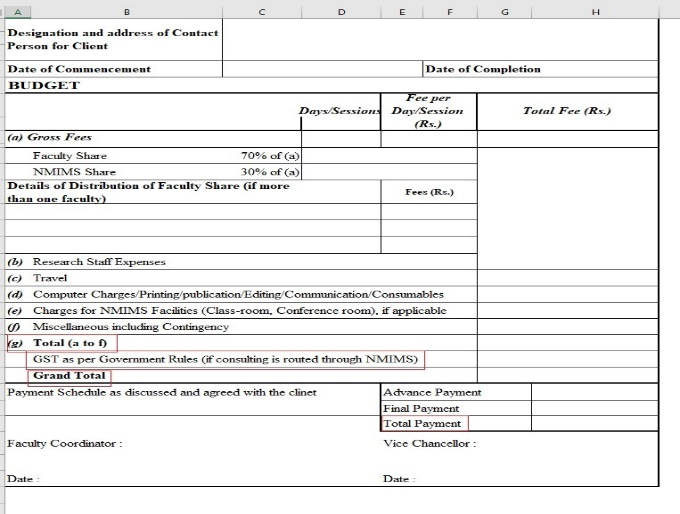 A B C D E F G H
Designation and address of Contact
Person for Client
Date of Commencement Date of Completion
BUDGET
Days/Sessions Fee per Day/Session (Rs.) Total Fee (Rs.)
(a) Gross Fees
Faculty Share 70% of (a)
NMIMS Share 30% of (a)
Details of Distribution of Faculty Share (if more
than one faculty) Fees (Rs.)
(b) Research Staff Expenses
(c) Travel
(d) Computer Charges/Printing/publication/Editing/Communication/Consumables
(e) Charges for NMIMS Facilities (Class-room, Conference room), if applicable
(f) Miscellaneous including Contingency
(g) Total (a to f)
GST as per Government Rules (if consulting is routed through NMIMS)
Grand Total
Payment Schedule as discussed and agreed with the clinet Advance Payment
Final Payment
Total Payment
Faculty Coordinator : Vice Chancellor :
Date : Date :